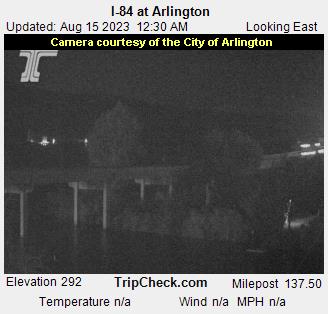 I-84 at Arlington
Updated: Aug 15 2023 12:30 AM Looking East
Camera courtesy of the City of Arlington
Elevation 292 TripCheck.com Milepost 137.50
Temperature n/a Wind n/a MPH n/a